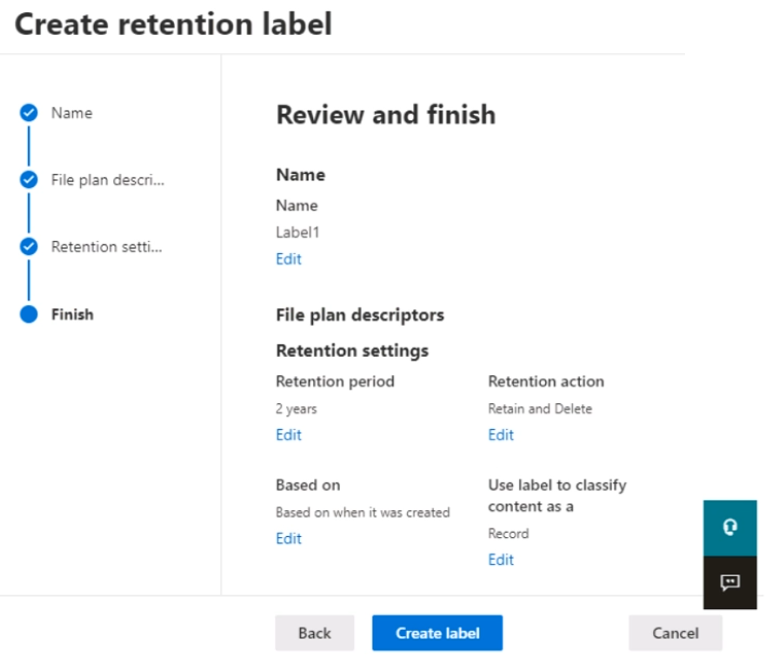 Create retention label
Name
File plan descri...
Retention setti...
Finish
Review and finish
Name
Name
Label1
Edit
File plan descriptors
Retention settings
Retention period
2 years
Edit
Retention action
Retain and Delete
Edit
Based on
Based on when it was created
Edit
Use label to classify
content as a
Record
Edit
Back
Create label
Cancel